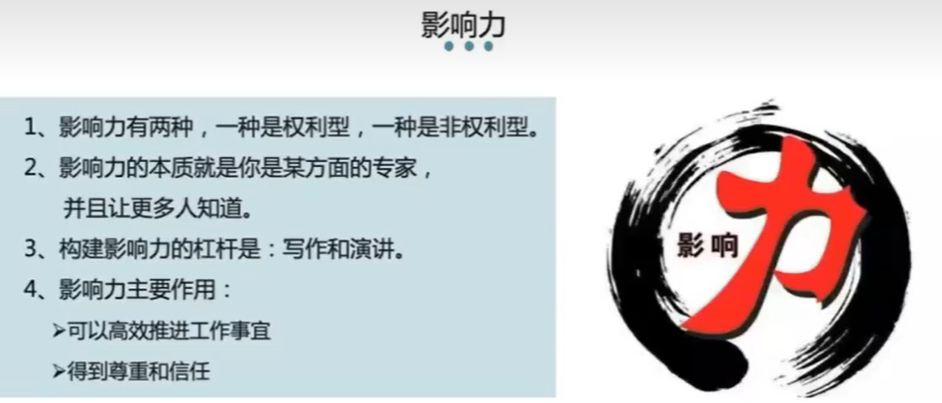 影响力
1、影响力有两种，一种是权利型，一种是非权利型。
2、影响力的本质就是你是某方面的专家，
并且让更多人知道。
3、构建影响力的杠杆是：写作和演讲。
4、影响力主要作用：
➢可以高效推进工作事宜
➢得到尊重和信任
影响
力